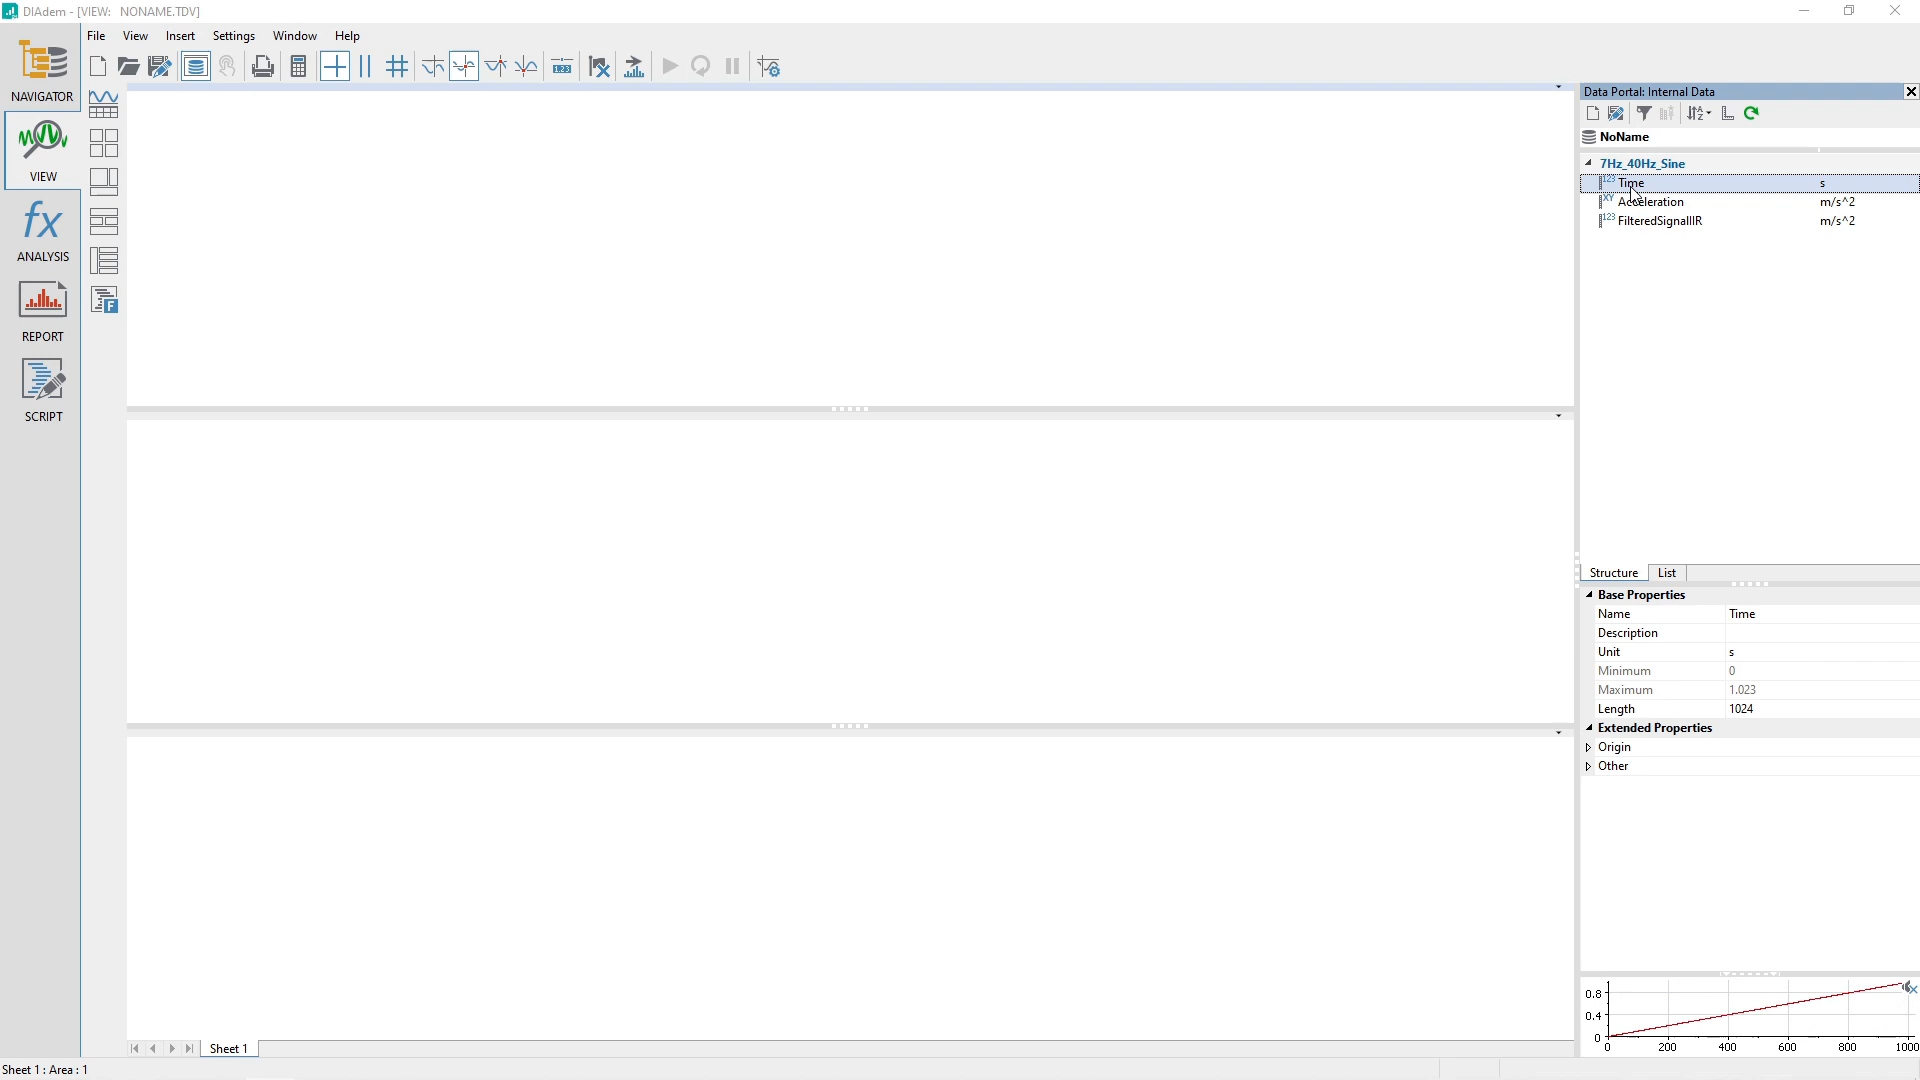 DIAdem - [VIEW: NONAME.TDV]
File View Insert Settings Window Help
NAVIGATOR
VIEW
ANALYSIS
REPORT
SCRIPT
Data Portal: Internal Data
NoName
7Hz_40Hz_Sine
123 Time s
XY Acceleration m/s^2
123 FilteredSignalIIR m/s^2
Structure List
Base Properties
Name Time
Description
Unit s
Minimum 0
Maximum 1.023
Length 1024
Extended Properties
Origin
Other
0.8
0.4
0
0 200 400 600 800 1000
Sheet 1
Sheet 1 : Area : 1